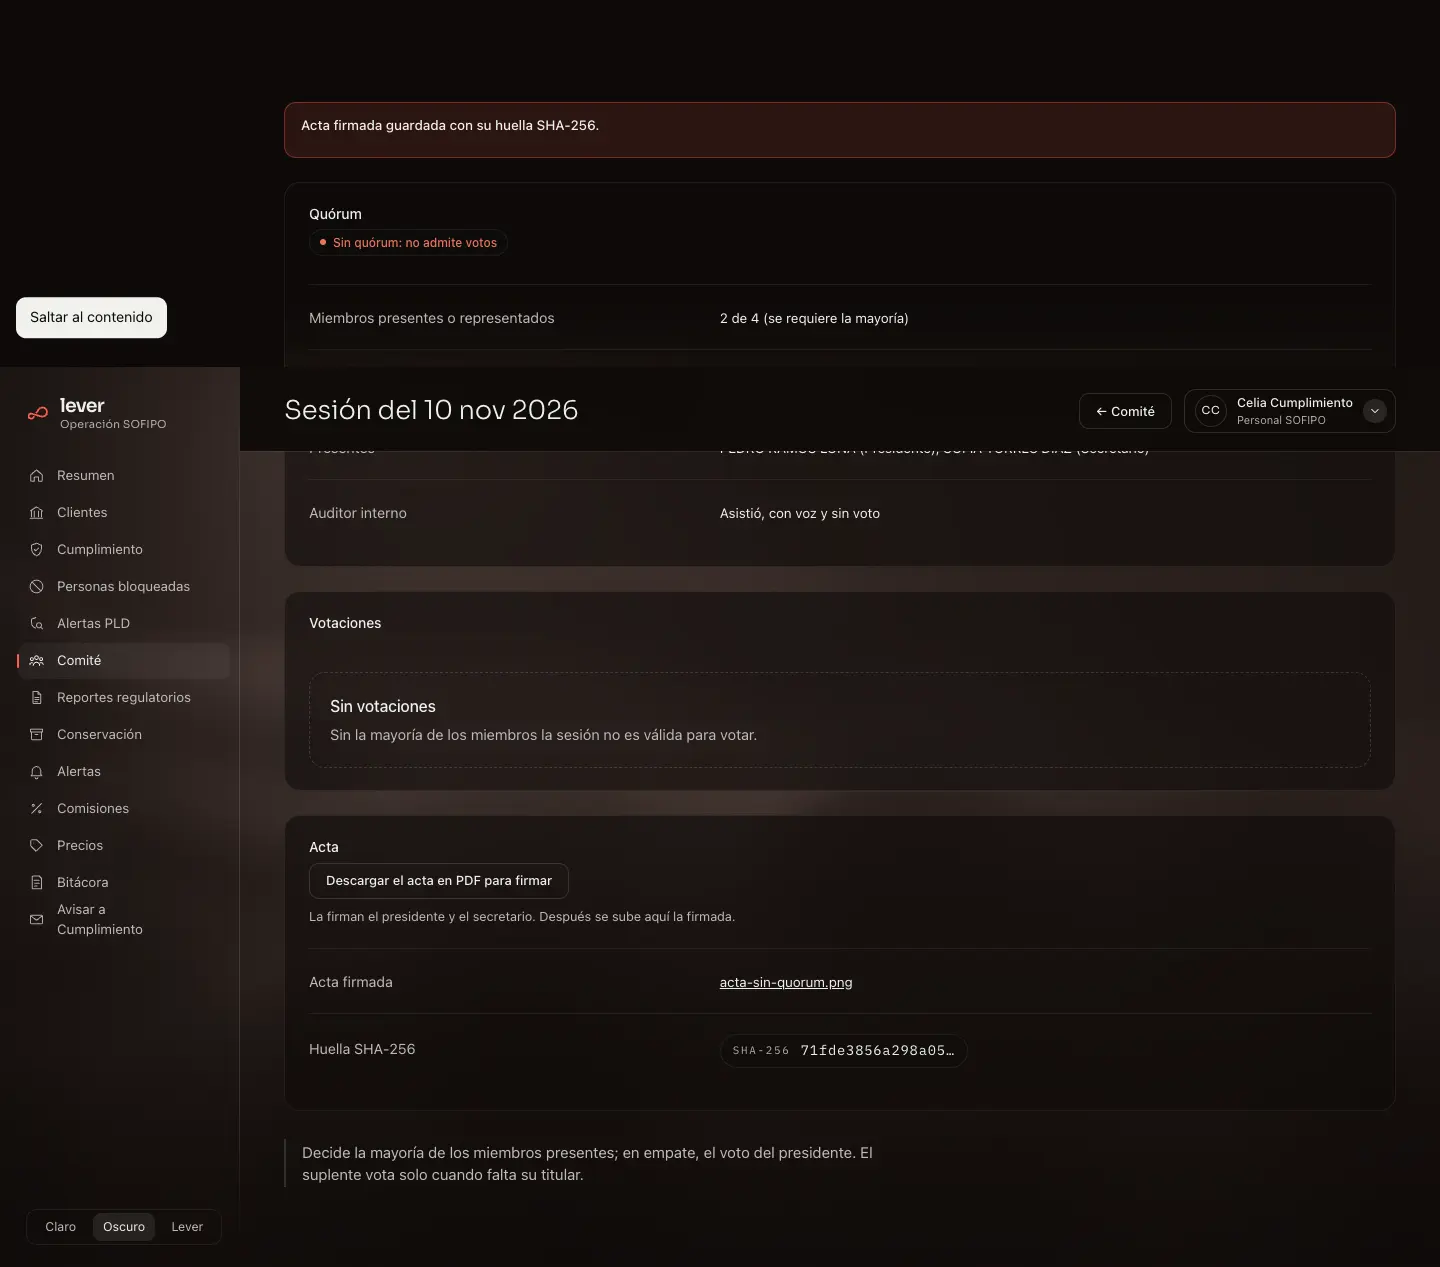 Acta firmada guardada con su huella SHA-256.
Quórum
Sin quórum: no admite votos
Miembros presentes o representados
2 de 4 (se requiere la mayoría)
Saltar al contenido
lever
Operación SOFIPO
Sesión del 10 nov 2026
← Comité
CC
Celia Cumplimiento
Personal SOFIPO
Auditor interno
Asistió, con voz y sin voto
Resumen
Clientes
Cumplimiento
Personas bloqueadas
Alertas PLD
Comité
Reportes regulatorios
Conservación
Alertas
Comisiones
Precios
Bitácora
Avisar a
Cumplimiento
Votaciones
Sin votaciones
Sin la mayoría de los miembros la sesión no es válida para votar.
Acta
Descargar el acta en PDF para firmar
La firman el presidente y el secretario. Después se sube aquí la firmada.
Acta firmada
acta-sin-quorum.png
Huella SHA-256
SHA-256 71fde3856a298a05…
Decide la mayoría de los miembros presentes; en empate, el voto del presidente. El
suplente vota solo cuando falta su titular.
Claro
Oscuro
Lever